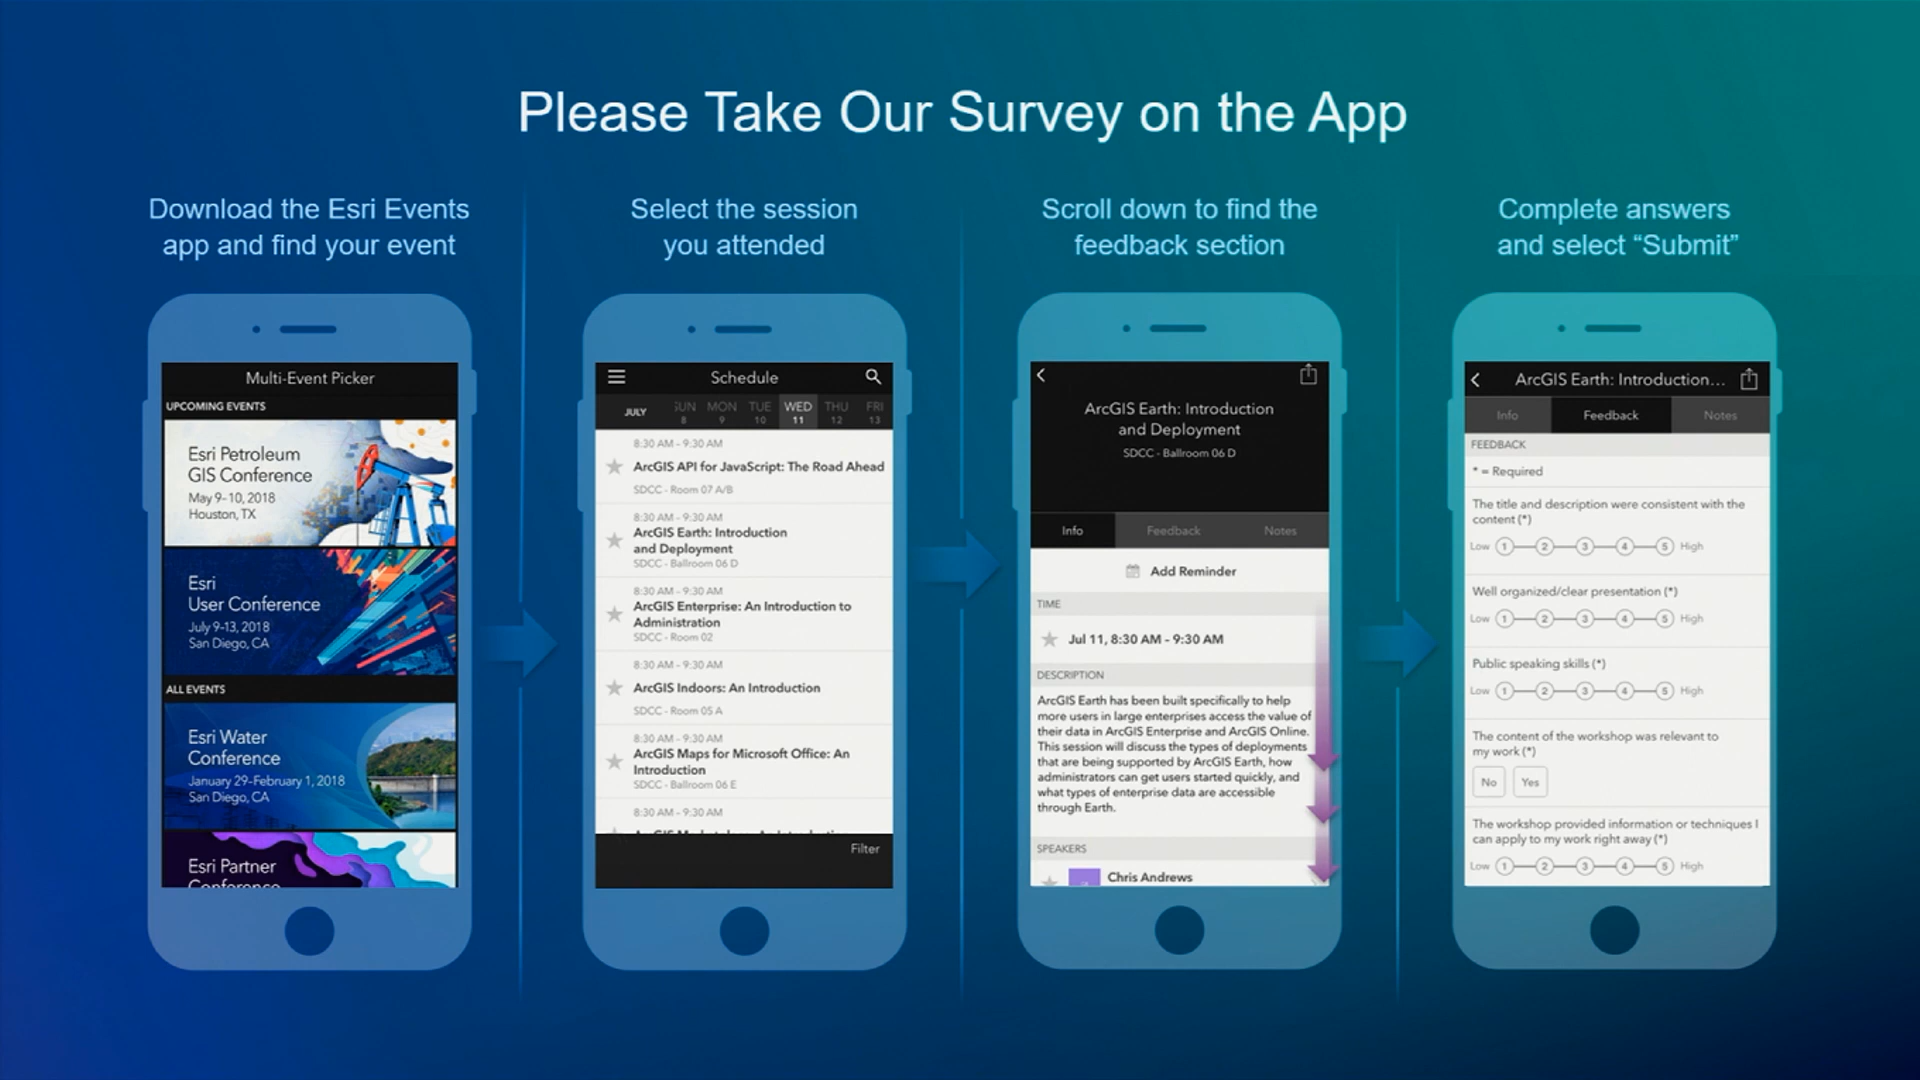 Please Take Our Survey on the App
Download the Esri Events
app and find your event
Multi-Event Picker
UPCOMING EVENTS
Esri Petroleum
GIS Conference
May 9-10, 2018
Houston, TX
Esri
User Conference
July 9-13, 2018
San Diego, CA
ALL EVENTS
Esri Water
Conference
January 29-February 1, 2018
San Diego, CA
Esri Partner
Conference
Select the session
you attended
Schedule
JULY SUN MON TUE WED THU FRI
8 9 10 11 12 13
8:30 AM - 9:30 AM
ArcGIS API for JavaScript: The Road Ahead
SDCC - Room 07 A/B
8:30 AM - 9:30 AM
ArcGIS Earth: Introduction
and Deployment
SDCC - Ballroom 06 D
8:30 AM - 9:30 AM
ArcGIS Enterprise: An Introduction to
Administration
SDCC - Room 02
8:30 AM - 9:30 AM
ArcGIS Indoors: An Introduction
SDCC - Room 05 A
8:30 AM - 9:30 AM
ArcGIS Maps for Microsoft Office: An
Introduction
SDCC - Ballroom 06 E
8:30 AM - 9:30 AM
Filter
Scroll down to find the
feedback section
ArcGIS Earth: Introduction
and Deployment
SDCC - Ballroom 06 D
Info Feedback Notes
Add Reminder
TIME
Jul 11, 8:30 AM - 9:30 AM
DESCRIPTION
ArcGIS Earth has been built specifically to help
more users in large enterprises access the value of
their data in ArcGIS Enterprise and ArcGIS Online.
This session will discuss the types of deployments
that are being supported by ArcGIS Earth, how
administrators can get users started quickly, and
what types of enterprise data are accessible
through Earth.
SPEAKERS
Chris Andrews
Complete answers
and select “Submit”
ArcGIS Earth: Introduction...
Info Feedback Notes
FEEDBACK
* = Required
The title and description were consistent with the
content (*)
Low 1 2 3 4 5 High
Well organized/clear presentation (*)
Low 1 2 3 4 5 High
Public speaking skills (*)
Low 1 2 3 4 5 High
The content of the workshop was relevant to
my work (*)
No Yes
The workshop provided information or techniques I
can apply to my work right away (*)
Low 1 2 3 4 5 High